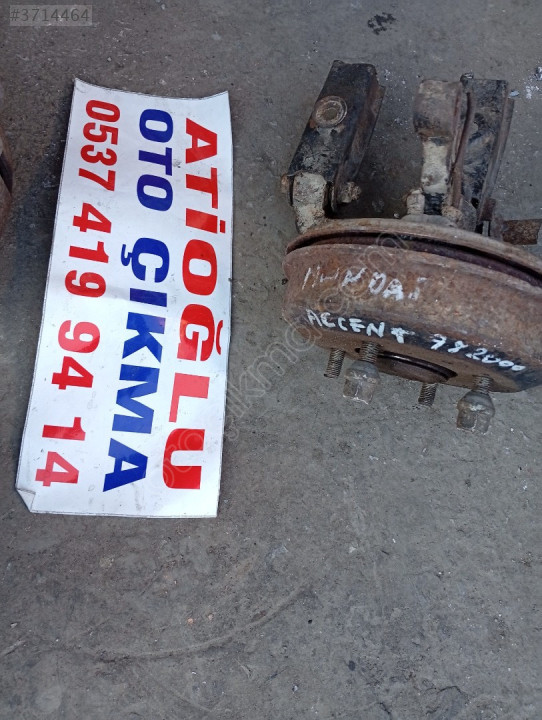 #3714464
ATİOĞLU
OTO ÇIKMA
0537 419 94 14
ACCENT 98 2000